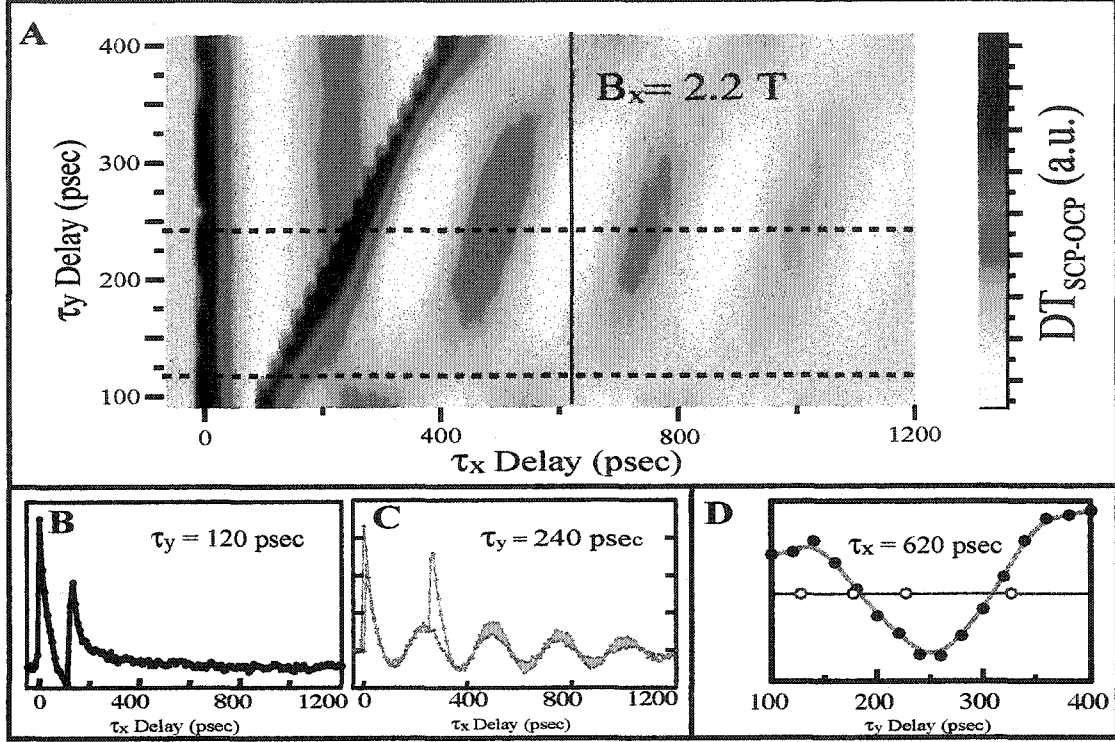 A
400
300
200
100
τy Delay (psec)
Bx = 2.2 T
0
400
800
1200
τx Delay (psec)
DTSCP-OCP (a.u.)
B
τy = 120 psec
0
400
800
1200
τx Delay (psec)
C
τy = 240 psec
0
400
800
1200
τx Delay (psec)
D
τx = 620 psec
100
200
300
400
τy Delay (psec)